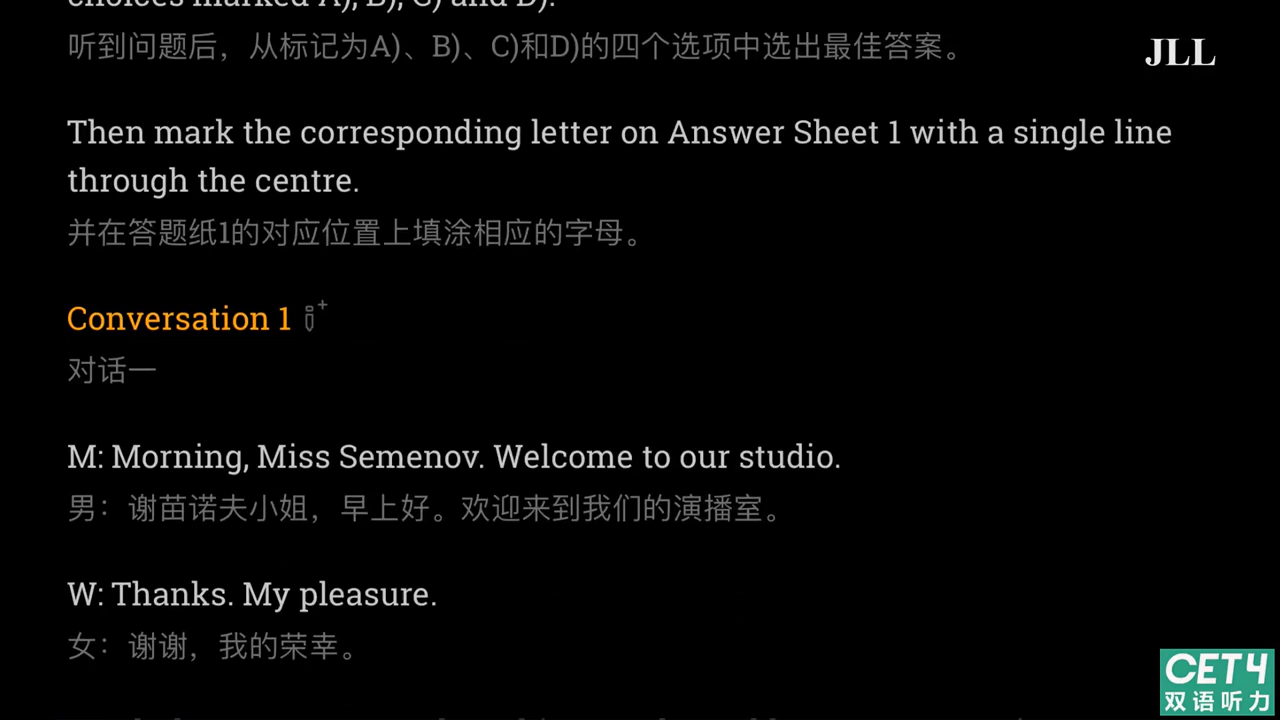 choices marked A), B), C) and D).
听到问题后，从标记为A)、B)、C)和D)的四个选项中选出最佳答案。
JLL
Then mark the corresponding letter on Answer Sheet 1 with a single line
through the centre.
并在答题纸1的对应位置上填涂相应的字母。
Conversation 1
对话一
M: Morning, Miss Semenov. Welcome to our studio.
男：谢苗诺夫小姐，早上好。欢迎来到我们的演播室。
W: Thanks. My pleasure.
女：谢谢，我的荣幸。
CET4
双语听力